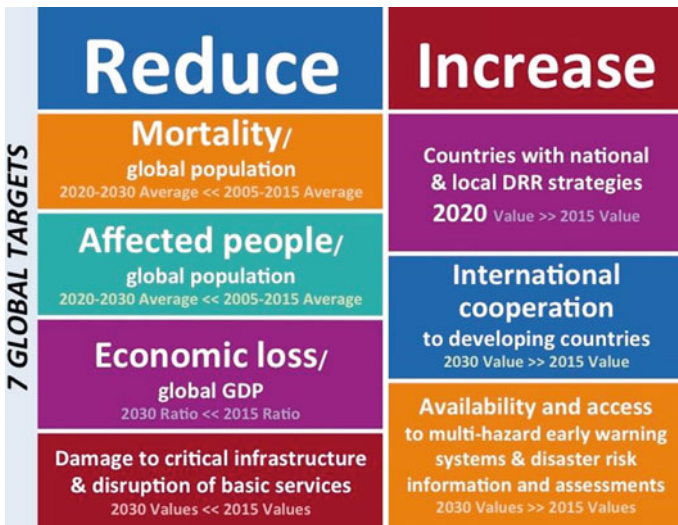 7 GLOBAL TARGETS
Reduce
Mortality/
global population
2020-2030 Average << 2005-2015 Average
Affected people/
global population
2020-2030 Average << 2005-2015 Average
Economic loss/
global GDP
2030 Ratio << 2015 Ratio
Damage to critical infrastructure
& disruption of basic services
2030 Values << 2015 Values
Increase
Countries with national
& local DRR strategies
2020 Value >> 2015 Value
International
cooperation
to developing countries
2030 Value >> 2015 Value
Availability and access
to multi-hazard early warning
systems & disaster risk
information and assessments
2030 Values >> 2015 Values